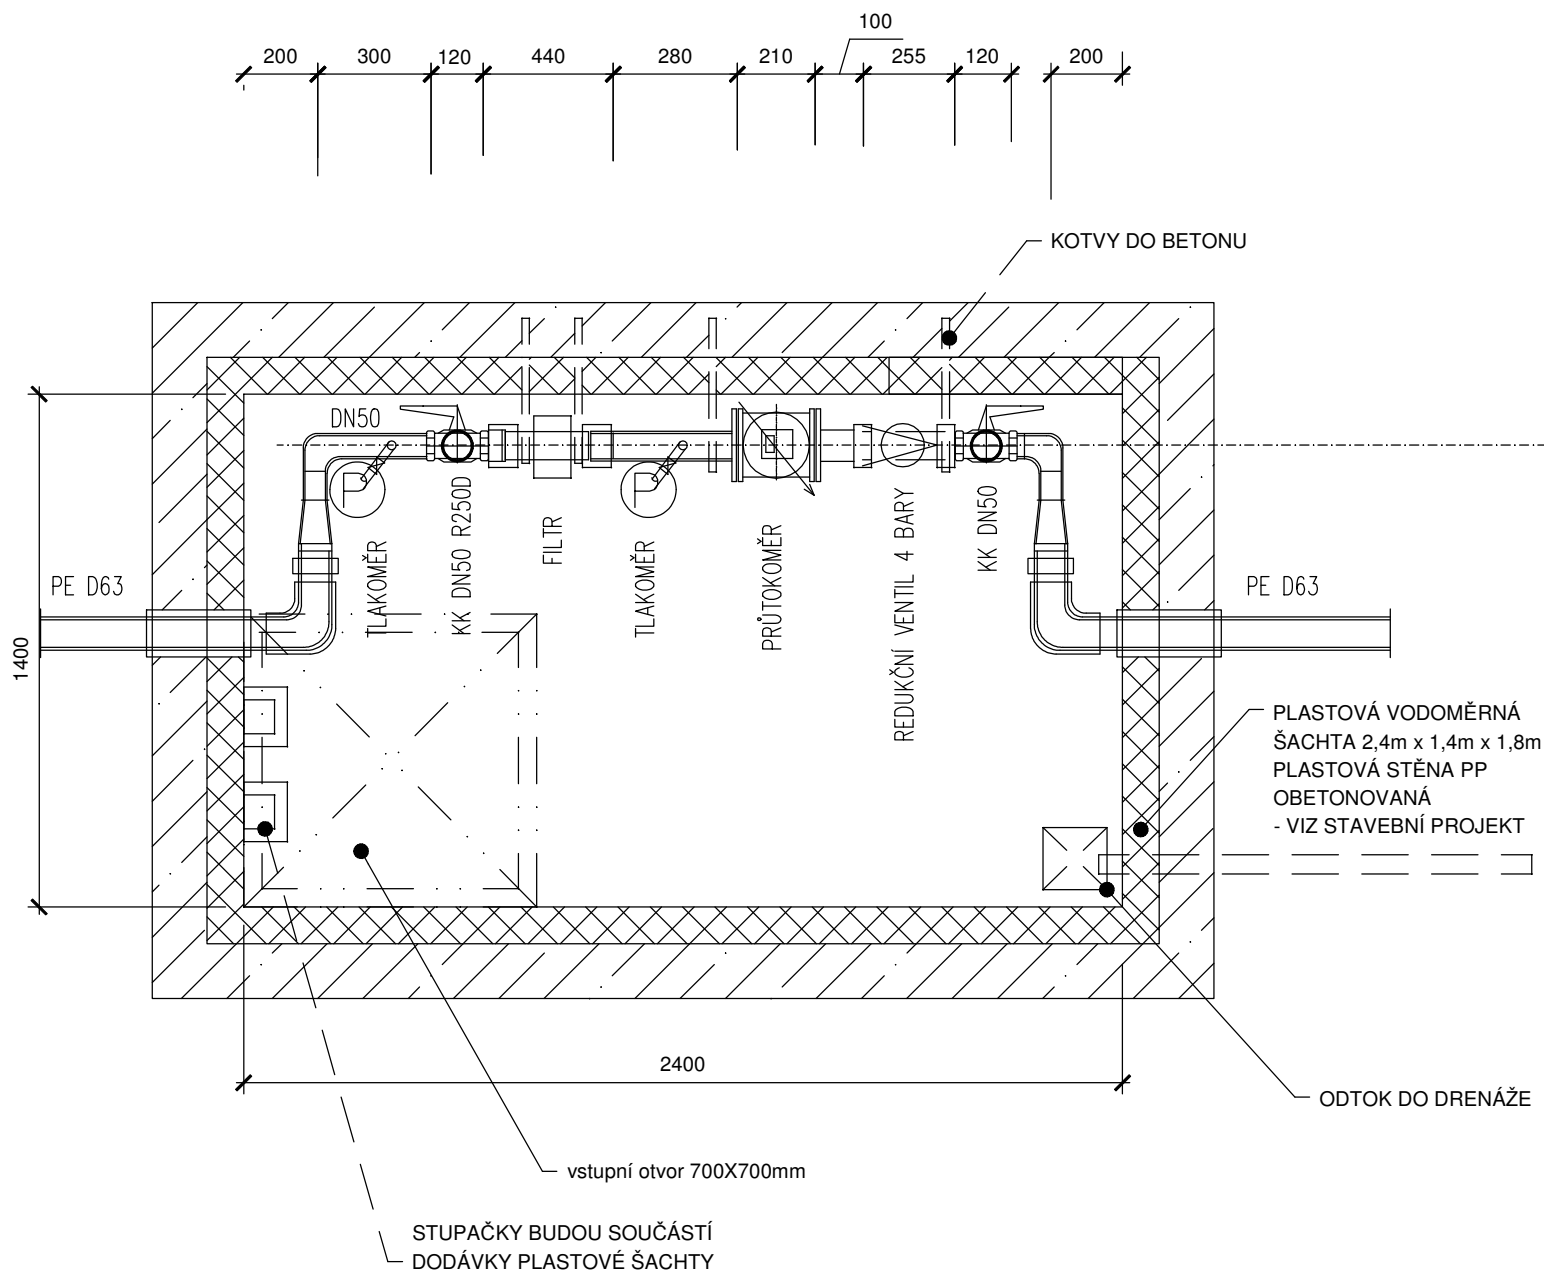 100
200
300
120
440
280
210
255
120
200
KOTVY DO BETONU
DN50
TLAKOMĚR
KK DN50 R250D
FILTR
TLAKOMĚR
PRŮTOKOMĚR
REDUKČNÍ VENTIL 4 BARY
KK DN50
P
P
PE D63
PE D63
1400
PLASTOVÁ VODOMĚRNÁ
ŠACHTA 2,4m x 1,4m x 1,8m
PLASTOVÁ STĚNA PP
OBETONOVANÁ
- VIZ STAVEBNÍ PROJEKT
2400
ODTOK DO DRENÁŽE
vstupní otvor 700X700mm
STUPAČKY BUDOU SOUČÁSTÍ
DODÁVKY PLASTOVÉ ŠACHTY